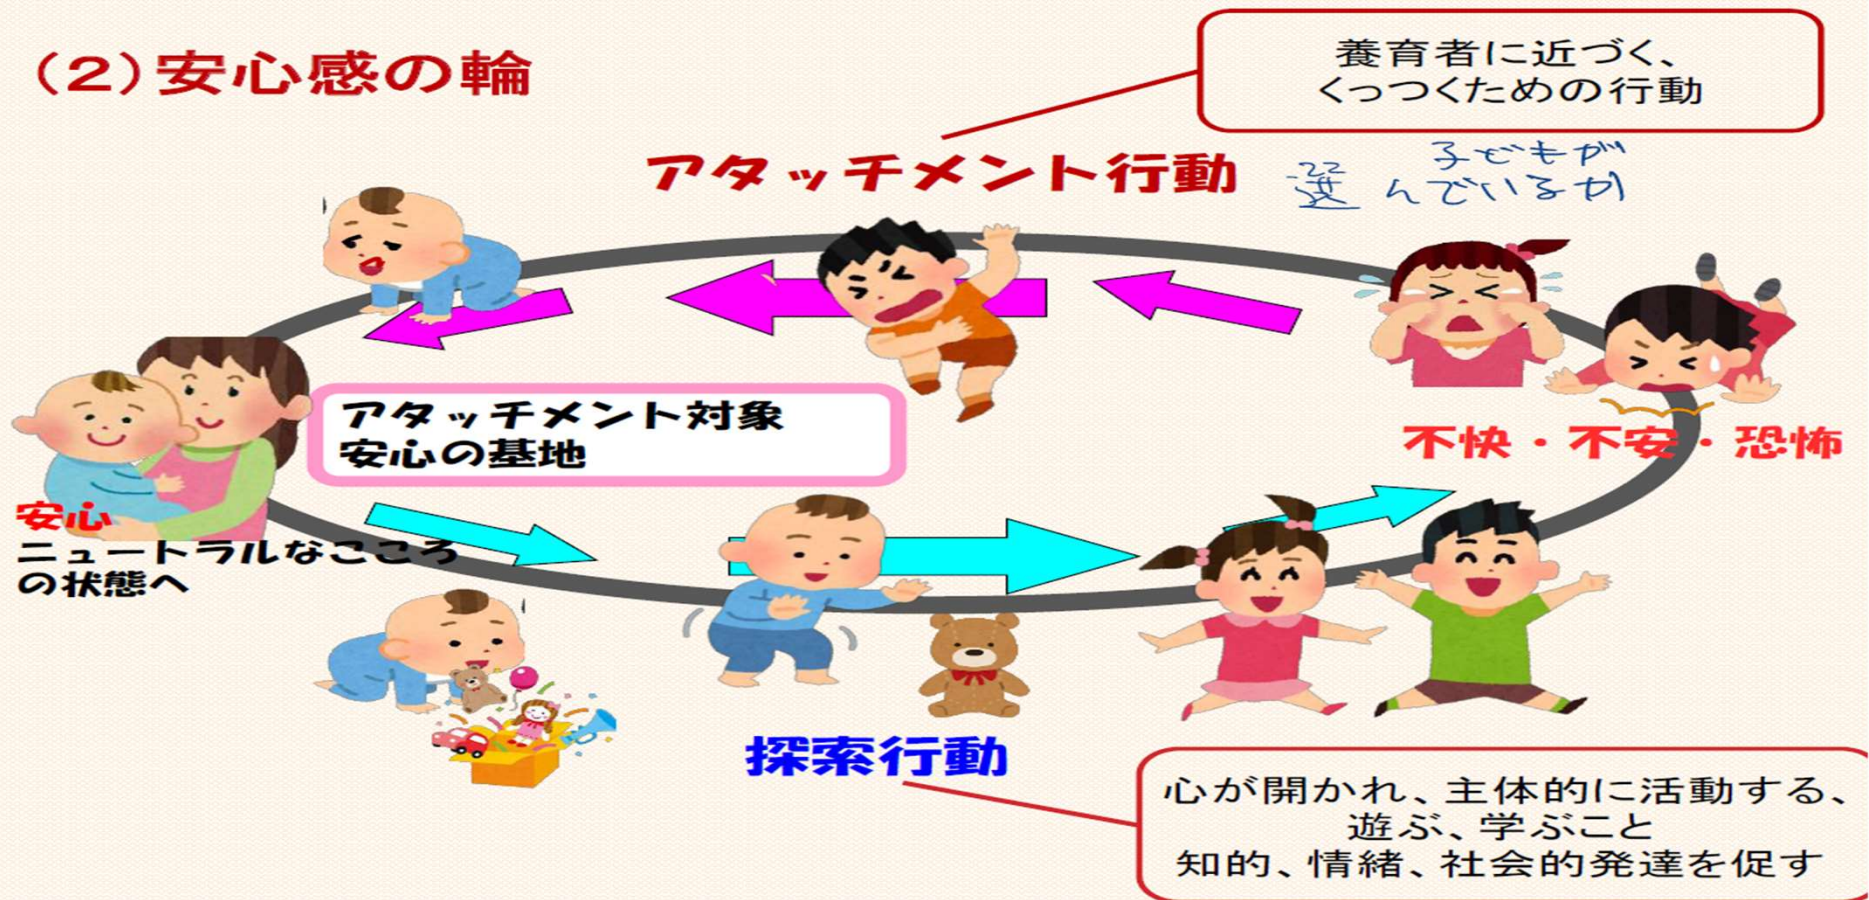 (2)安心感の輪
養育者に近づく、
くっつくための行動
アタッチメント行動
子どもが
選んでいるか
アタッチメント対象
安心の基地
不快・不安・恐怖
安心
ニュートラルなこころ
の状態へ
探索行動
心が開かれ、主体的に活動する、
遊ぶ、学ぶこと
知的、情緒、社会的発達を促す